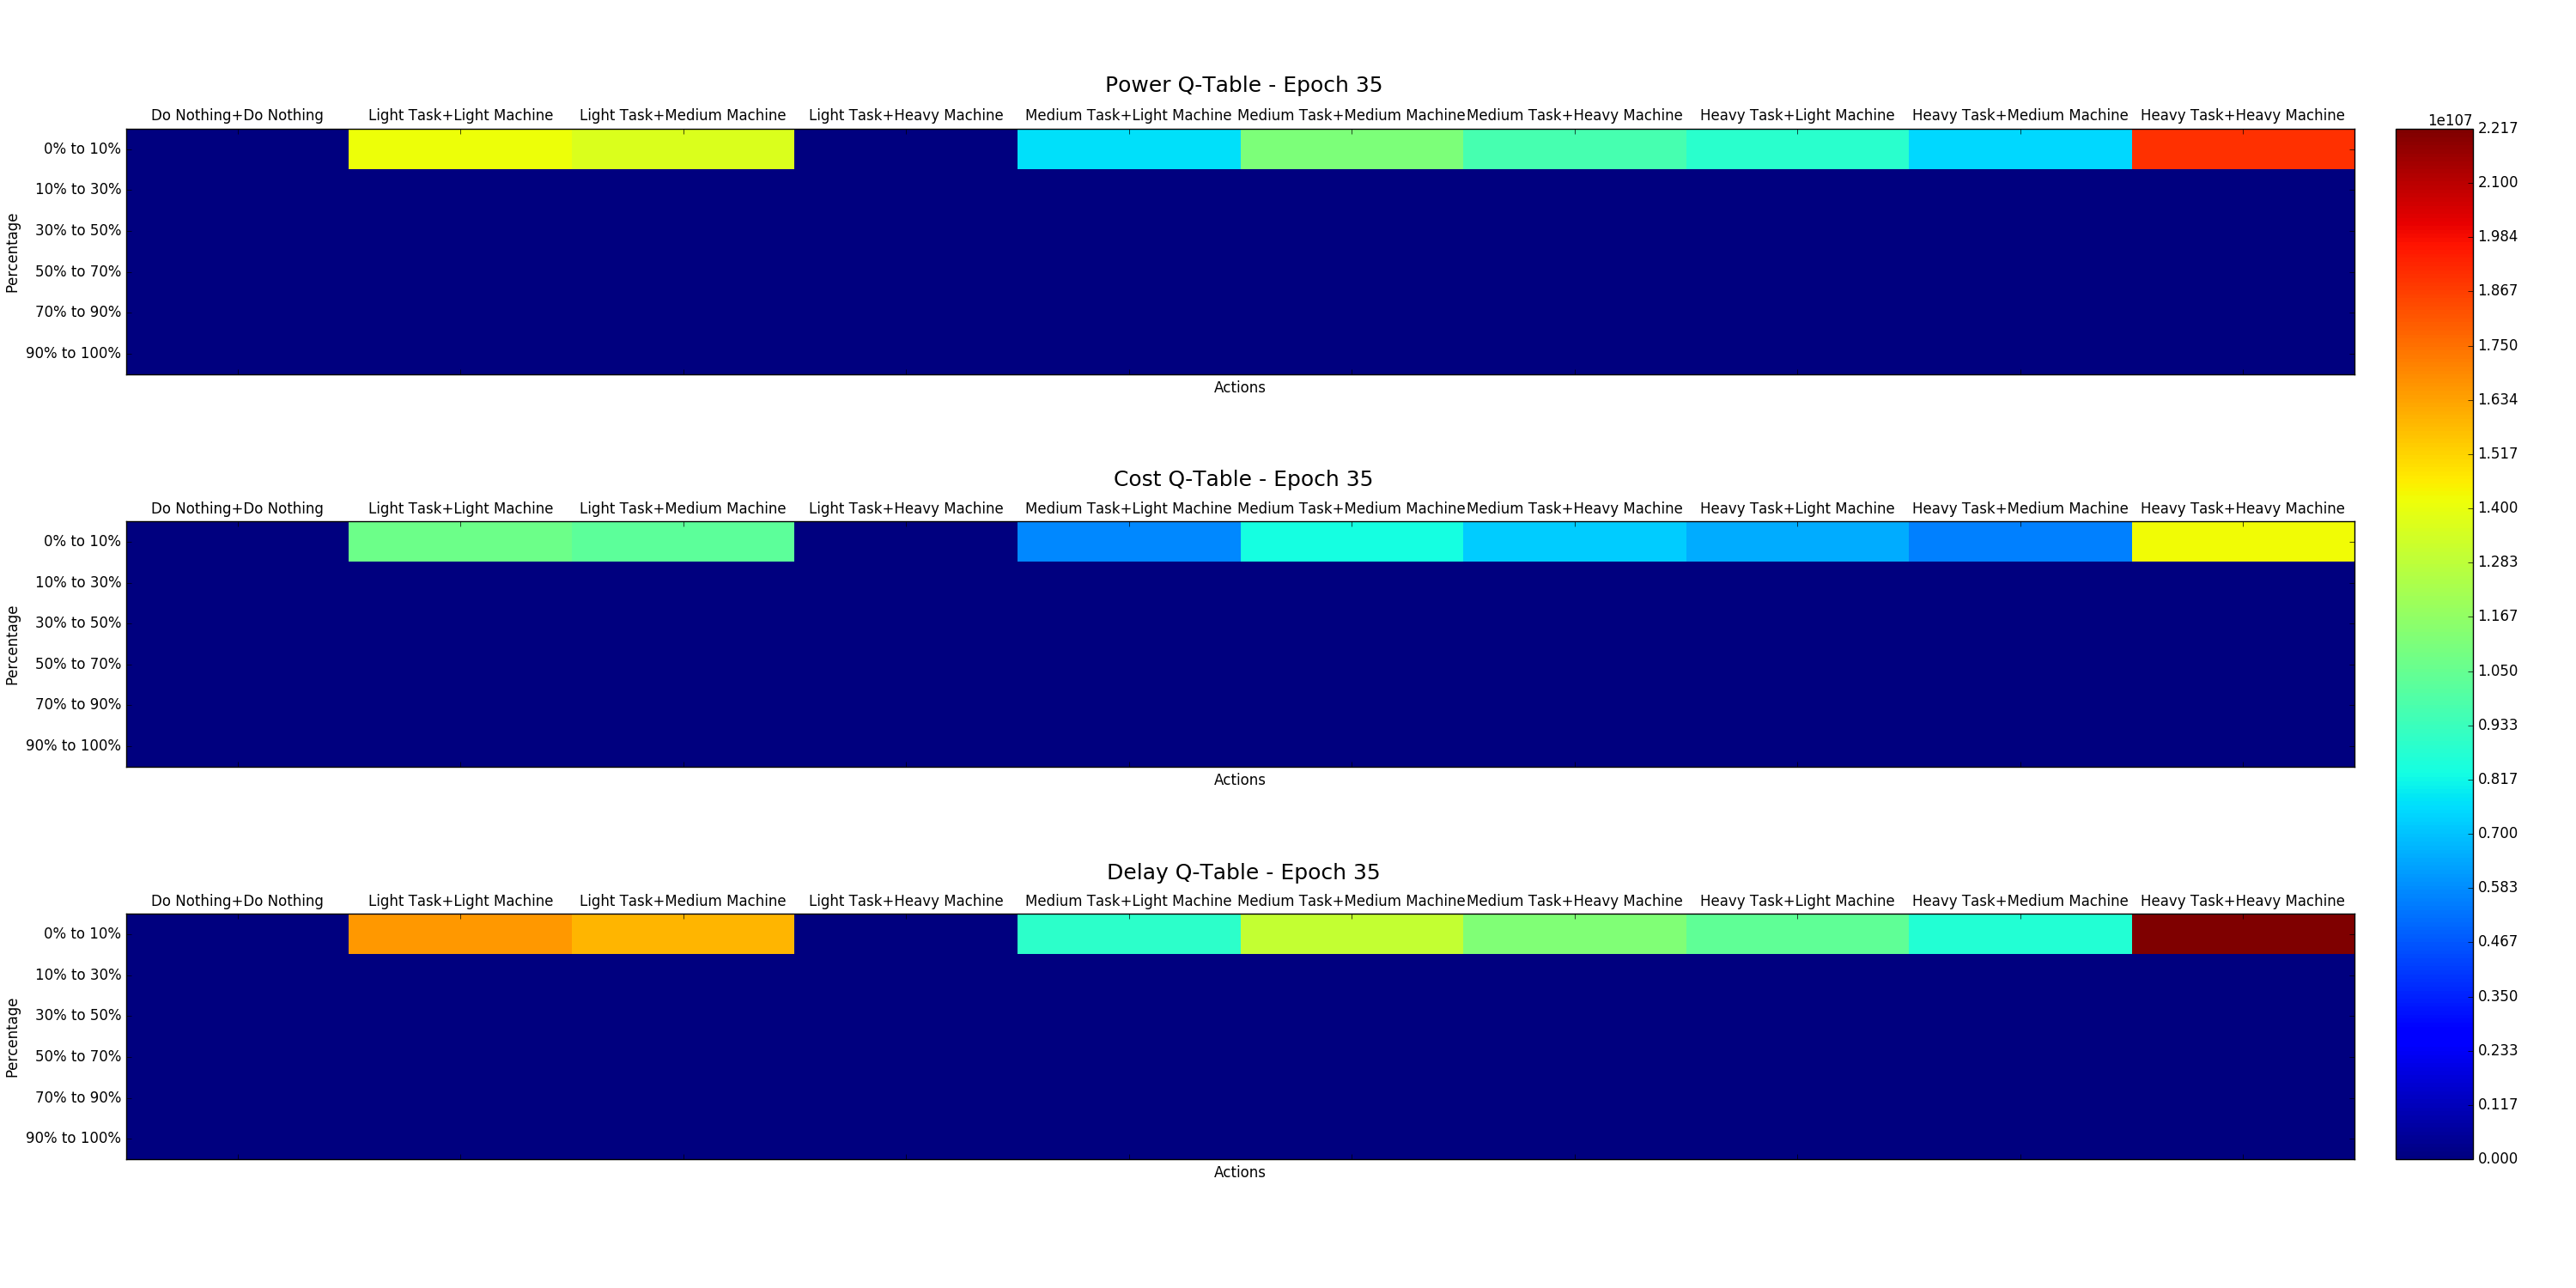 Power Q-Table - Epoch 35
Do Nothing+Do Nothing Light Task+Light Machine Light Task+Medium Machine Light Task+Heavy Machine Medium Task+Light Machine Medium Task+Medium Machine Medium Task+Heavy Machine Heavy Task+Light Machine Heavy Task+Medium Machine Heavy Task+Heavy Machine
Percentage
0% to 10%
10% to 30%
30% to 50%
50% to 70%
70% to 90%
90% to 100%
Actions
Cost Q-Table - Epoch 35
Do Nothing+Do Nothing Light Task+Light Machine Light Task+Medium Machine Light Task+Heavy Machine Medium Task+Light Machine Medium Task+Medium Machine Medium Task+Heavy Machine Heavy Task+Light Machine Heavy Task+Medium Machine Heavy Task+Heavy Machine
Percentage
0% to 10%
10% to 30%
30% to 50%
50% to 70%
70% to 90%
90% to 100%
Actions
Delay Q-Table - Epoch 35
Do Nothing+Do Nothing Light Task+Light Machine Light Task+Medium Machine Light Task+Heavy Machine Medium Task+Light Machine Medium Task+Medium Machine Medium Task+Heavy Machine Heavy Task+Light Machine Heavy Task+Medium Machine Heavy Task+Heavy Machine
Percentage
0% to 10%
10% to 30%
30% to 50%
50% to 70%
70% to 90%
90% to 100%
Actions
1e107
2.217
2.100
1.984
1.867
1.750
1.634
1.517
1.400
1.283
1.167
1.050
0.933
0.817
0.700
0.583
0.467
0.350
0.233
0.117
0.000